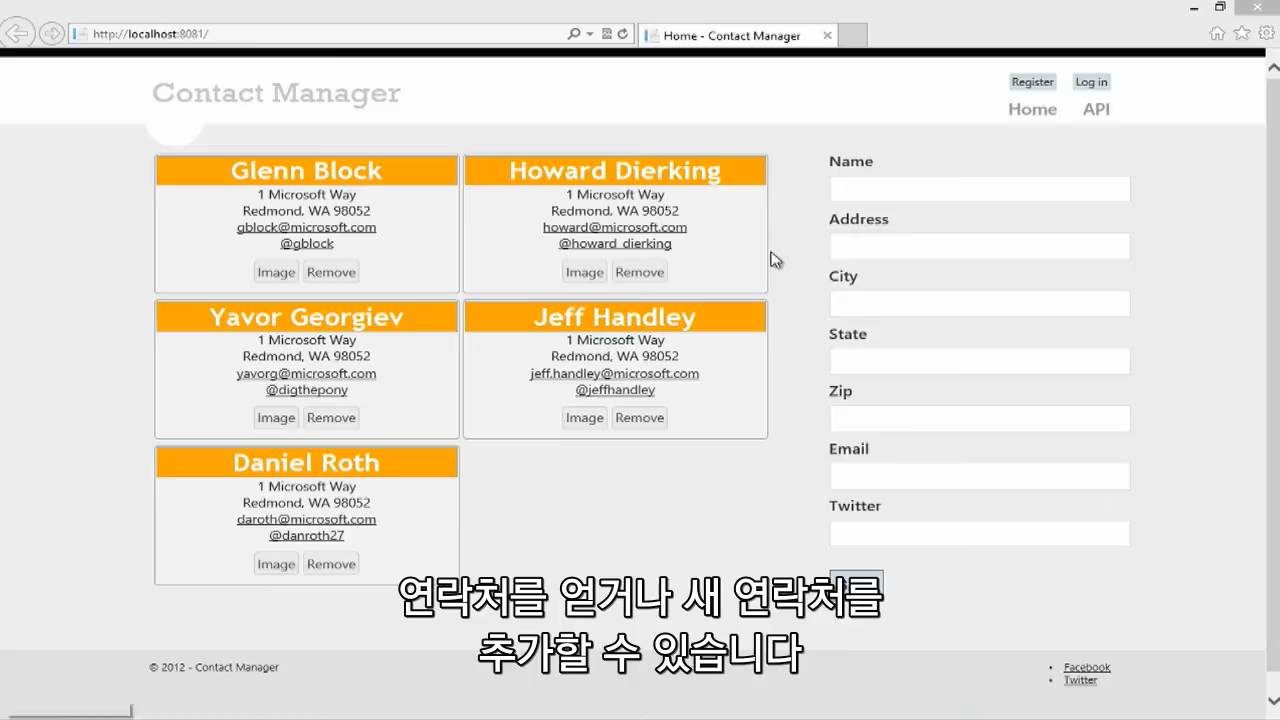 http://localhost:8081/
Home - Contact Manager
Contact Manager
Register
Log in
Home
API
Glenn Block
1 Microsoft Way
Redmond, WA 98052
gblock@microsoft.com
@gblock
Image
Remove
Howard Dierking
1 Microsoft Way
Redmond, WA 98052
howard@microsoft.com
@howard_dierking
Image
Remove
Yavor Georgiev
1 Microsoft Way
Redmond, WA 98052
yavorg@microsoft.com
@digthepony
Image
Remove
Jeff Handley
1 Microsoft Way
Redmond, WA 98052
jeff.handley@microsoft.com
@jeffhandley
Image
Remove
Daniel Roth
1 Microsoft Way
Redmond, WA 98052
daroth@microsoft.com
@danroth27
Image
Remove
Name
Address
City
State
Zip
Email
Twitter
연락처를 얻거나 새 연락처를
추가할 수 있습니다
© 2012 - Contact Manager
Facebook
Twitter